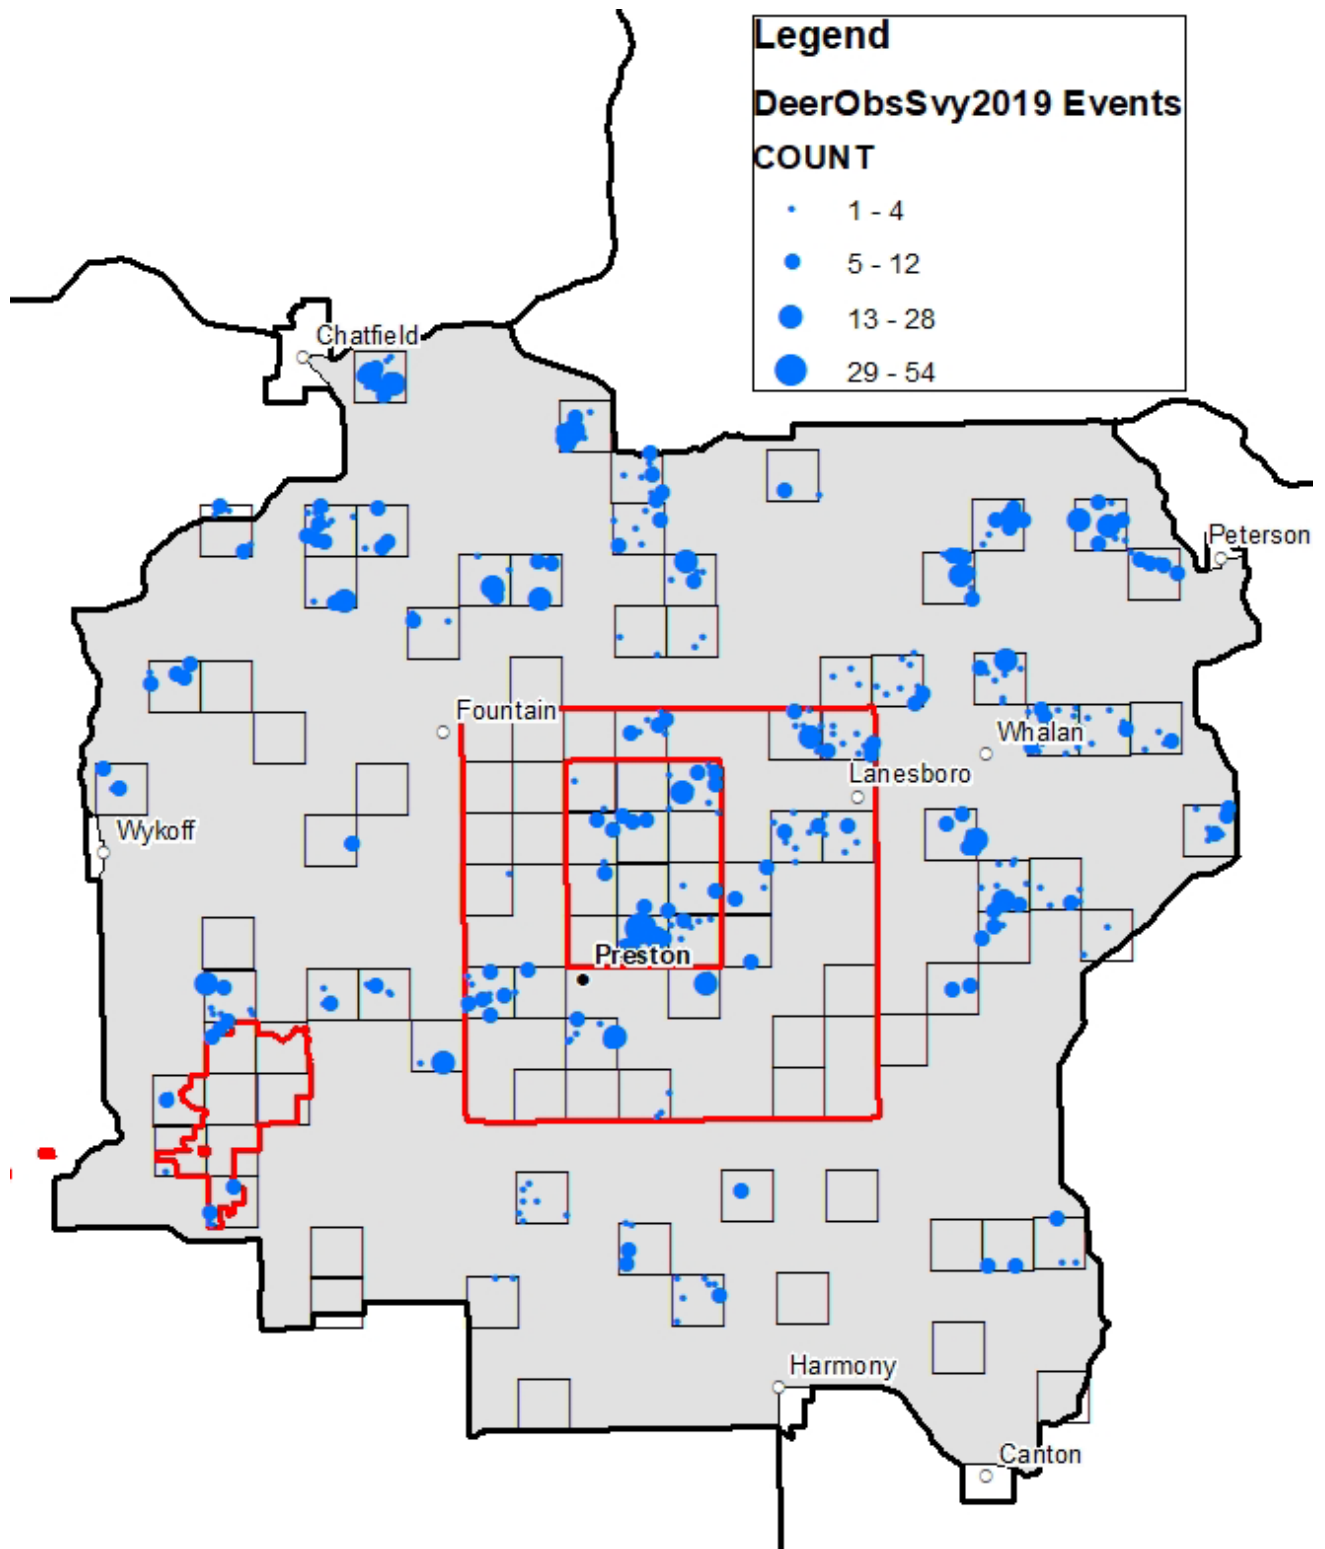 Legend
DeerObsSvy2019 Events
COUNT
1 - 4
5 - 12
13 - 28
29 - 54
Chatfield
Peterson
Fountain
Whalan
Lanesboro
Wykoff
Preston
Harmony
Canton